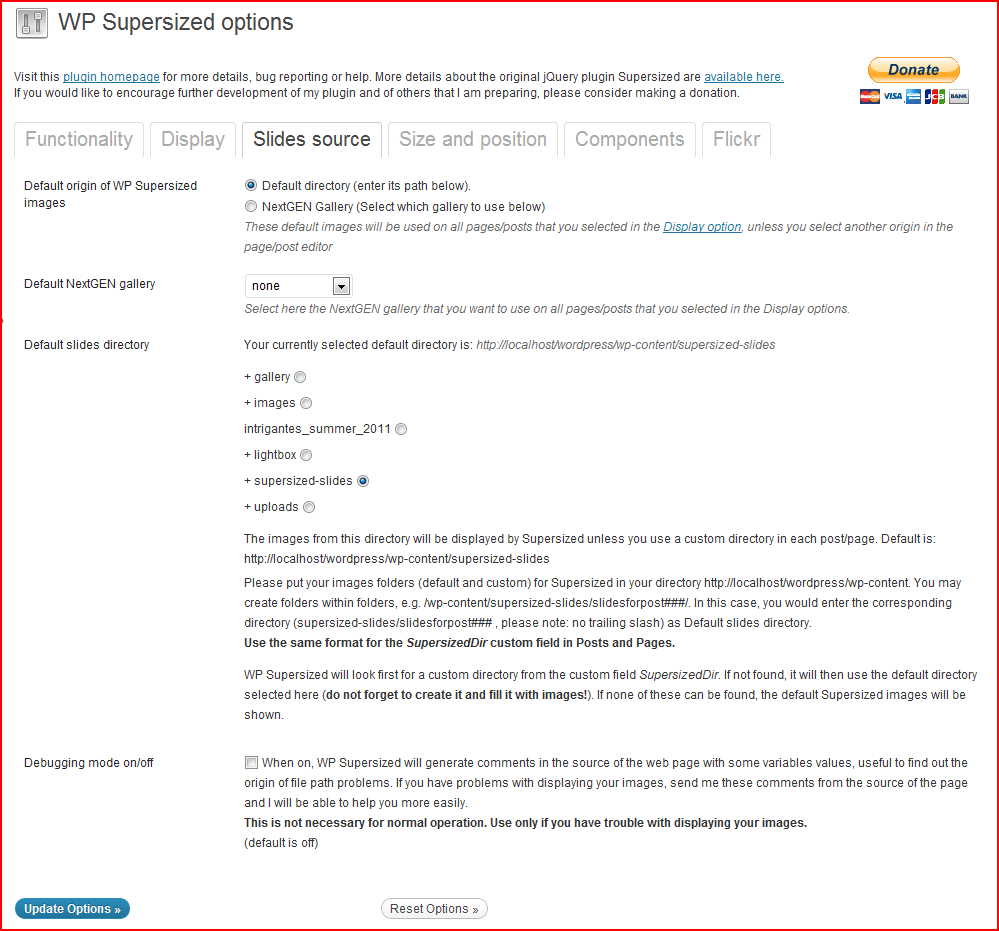 WP Supersized options
Visit this plugin homepage for more details, bug reporting or help. More details about the original jQuery plugin Supersized are available here.
If you would like to encourage further development of my plugin and of others that I am preparing, please consider making a donation.
Donate
VISA
JCB
BANK
Functionality
Display
Slides source
Size and position
Components
Flickr
Default origin of WP Supersized
images
Default directory (enter its path below).
NextGEN Gallery (Select which gallery to use below)
These default images will be used on all pages/posts that you selected in the Display option, unless you select another origin in the
page/post editor
Default NextGEN gallery
none
Select here the NextGEN gallery that you want to use on all pages/posts that you selected in the Display options.
Default slides directory
Your currently selected default directory is: http://localhost/wordpress/wp-content/supersized-slides
+ gallery
+ images
intrigantes_summer_2011
+ lightbox
+ supersized-slides
+ uploads
The images from this directory will be displayed by Supersized unless you use a custom directory in each post/page. Default is:
http://localhost/wordpress/wp-content/supersized-slides
Please put your images folders (default and custom) for Supersized in your directory http://localhost/wordpress/wp-content. You may
create folders within folders, e.g. /wp-content/supersized-slides/slidesforpost###/. In this case, you would enter the corresponding
directory (supersized-slides/slidesforpost### , please note: no trailing slash) as Default slides directory.
Use the same format for the SupersizedDir custom field in Posts and Pages.
WP Supersized will look first for a custom directory from the custom field SupersizedDir. If not found, it will then use the default directory
selected here (do not forget to create it and fill it with images!). If none of these can be found, the default Supersized images will be
shown.
Debugging mode on/off
When on, WP Supersized will generate comments in the source of the web page with some variables values, useful to find out the
origin of file path problems. If you have problems with displaying your images, send me these comments from the source of the page
and I will be able to help you more easily.
This is not necessary for normal operation. Use only if you have trouble with displaying your images.
(default is off)
Update Options »
Reset Options »